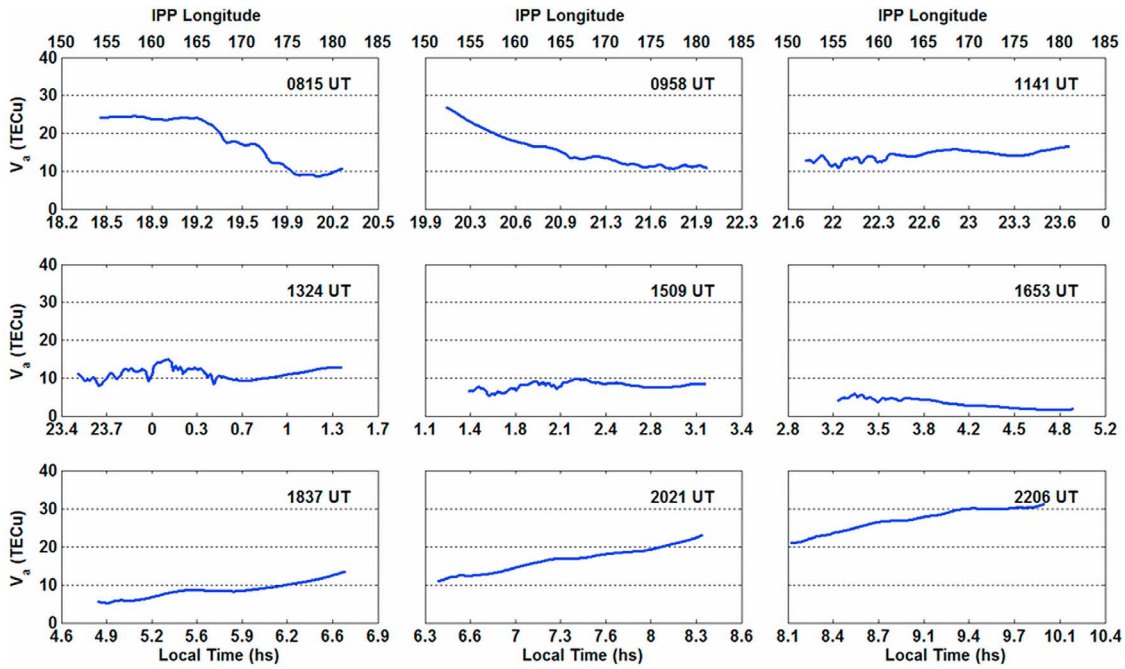 IPP Longitude IPP Longitude IPP Longitude
150 155 160 165 170 175 180 185 150 155 160 165 170 175 180 185 150 155 160 165 170 175 180 185
40
30
20
10
0
Va (TECu)
0815 UT
18.2 18.5 18.9 19.2 19.5 19.9 20.2 20.5
0958 UT
19.9 20.3 20.6 20.9 21.3 21.6 21.9 22.3
1141 UT
21.6 22 22.3 22.6 23 23.3 23.6 0
40
30
20
10
0
Va (TECu)
1324 UT
23.4 23.7 0 0.3 0.7 1 1.3 1.7
1509 UT
1.1 1.4 1.8 2.1 2.4 2.8 3.1 3.4
1653 UT
2.8 3.2 3.5 3.8 4.2 4.5 4.8 5.2
40
30
20
10
0
Va (TECu)
1837 UT
4.6 4.9 5.2 5.6 5.9 6.2 6.6 6.9
Local Time (hs)
2021 UT
6.3 6.6 7 7.3 7.6 8 8.3 8.6
Local Time (hs)
2206 UT
8.1 8.4 8.7 9.1 9.4 9.7 10.1 10.4
Local Time (hs)